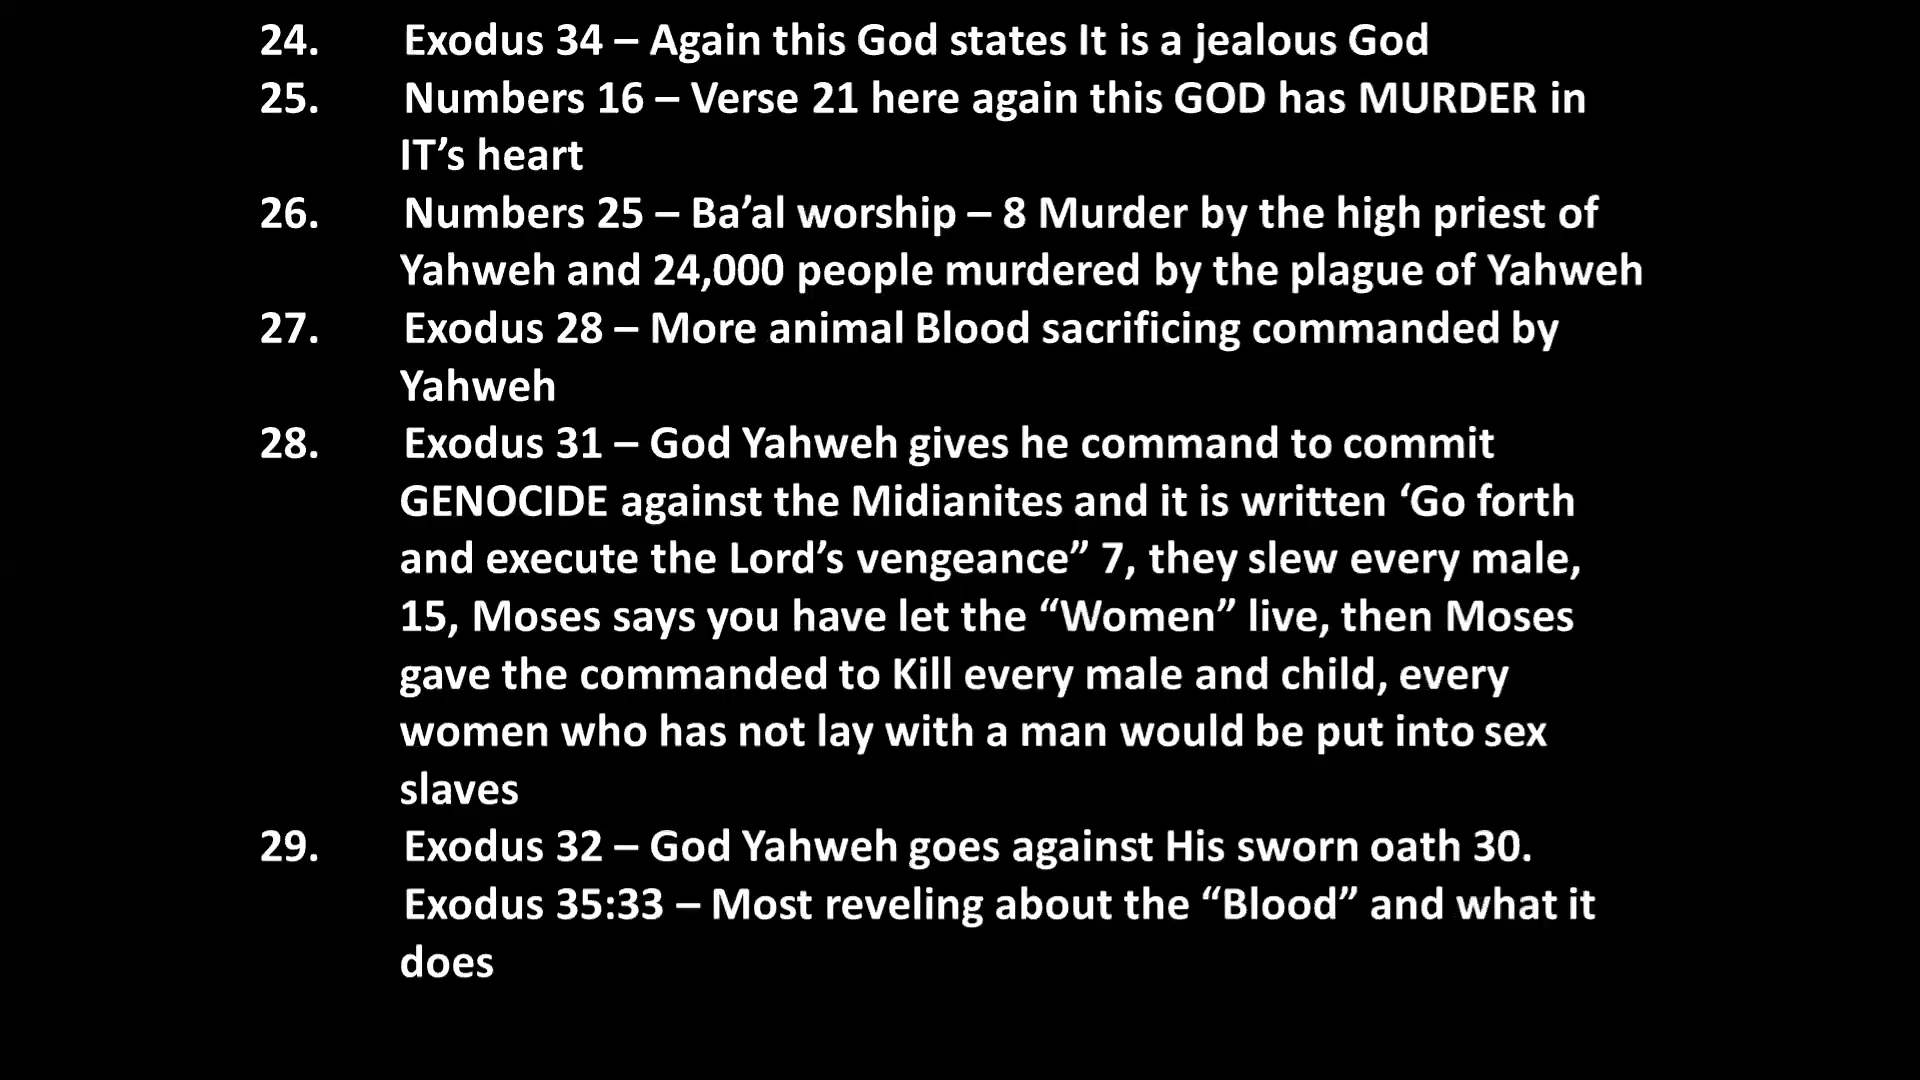 24. Exodus 34 – Again this God states It is a jealous God
25. Numbers 16 – Verse 21 here again this GOD has MURDER in
IT’s heart
26. Numbers 25 – Ba’al worship – 8 Murder by the high priest of
Yahweh and 24,000 people murdered by the plague of Yahweh
27. Exodus 28 – More animal Blood sacrificing commanded by
Yahweh
28. Exodus 31 – God Yahweh gives he command to commit
GENOCIDE against the Midianites and it is written ‘Go forth
and execute the Lord’s vengeance” 7, they slew every male,
15, Moses says you have let the “Women” live, then Moses
gave the commanded to Kill every male and child, every
women who has not lay with a man would be put into sex
slaves
29. Exodus 32 – God Yahweh goes against His sworn oath 30.
Exodus 35:33 – Most reveling about the “Blood” and what it
does